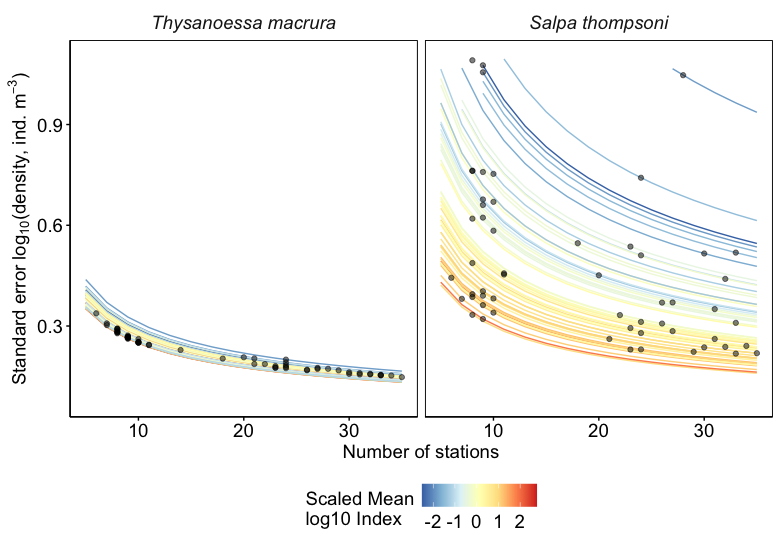 Thysanoessa macrura Salpa thompsoni
Standard error log10(density, ind. m−3)
0.9
0.6
0.3
10 20 30 10 20 30
Number of stations
Scaled Mean
log10 Index
-2 -1 0 1 2